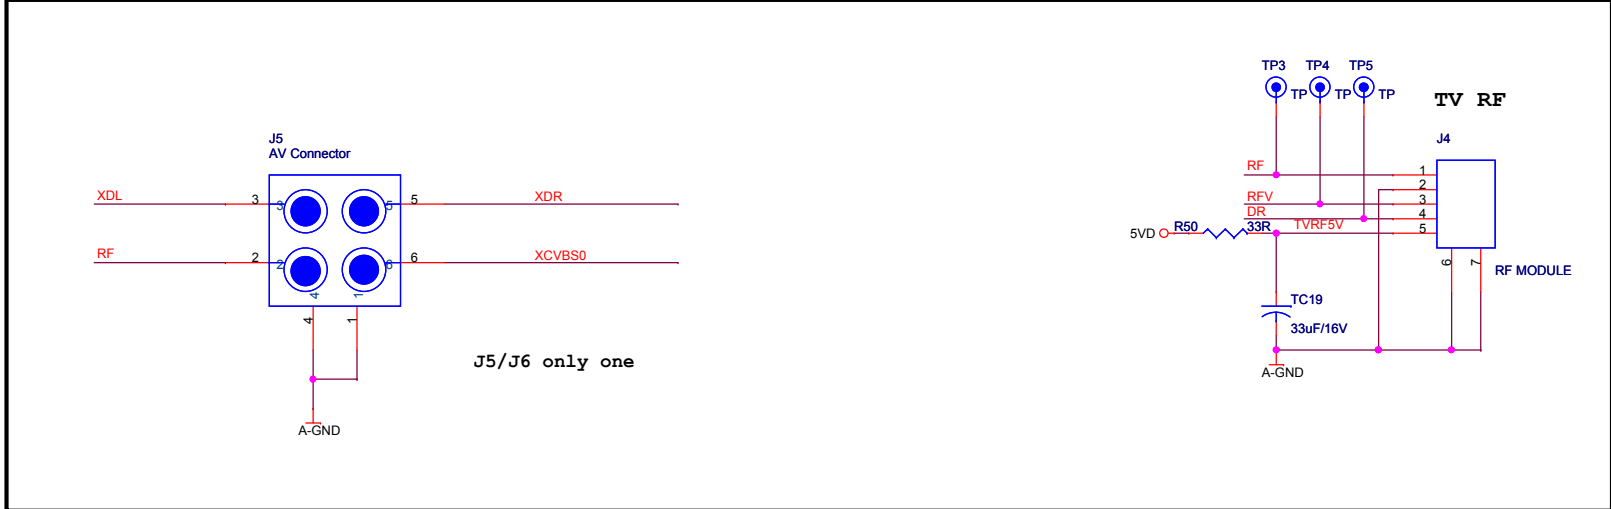 J5
AV Connector
XDL
3
3
5
5
XDR
RF
2
2
6
6
XCVBS0
4
1
4
1
A-GND
J5/J6 only one
TP3
TP4
TP5
TP
TP
TP
TV RF
J4
RF
1
2
RFV
3
DR
4
5VD
R50
33R
TVRF5V
5
6
7
RF MODULE
TC19
33uF/16V
A-GND